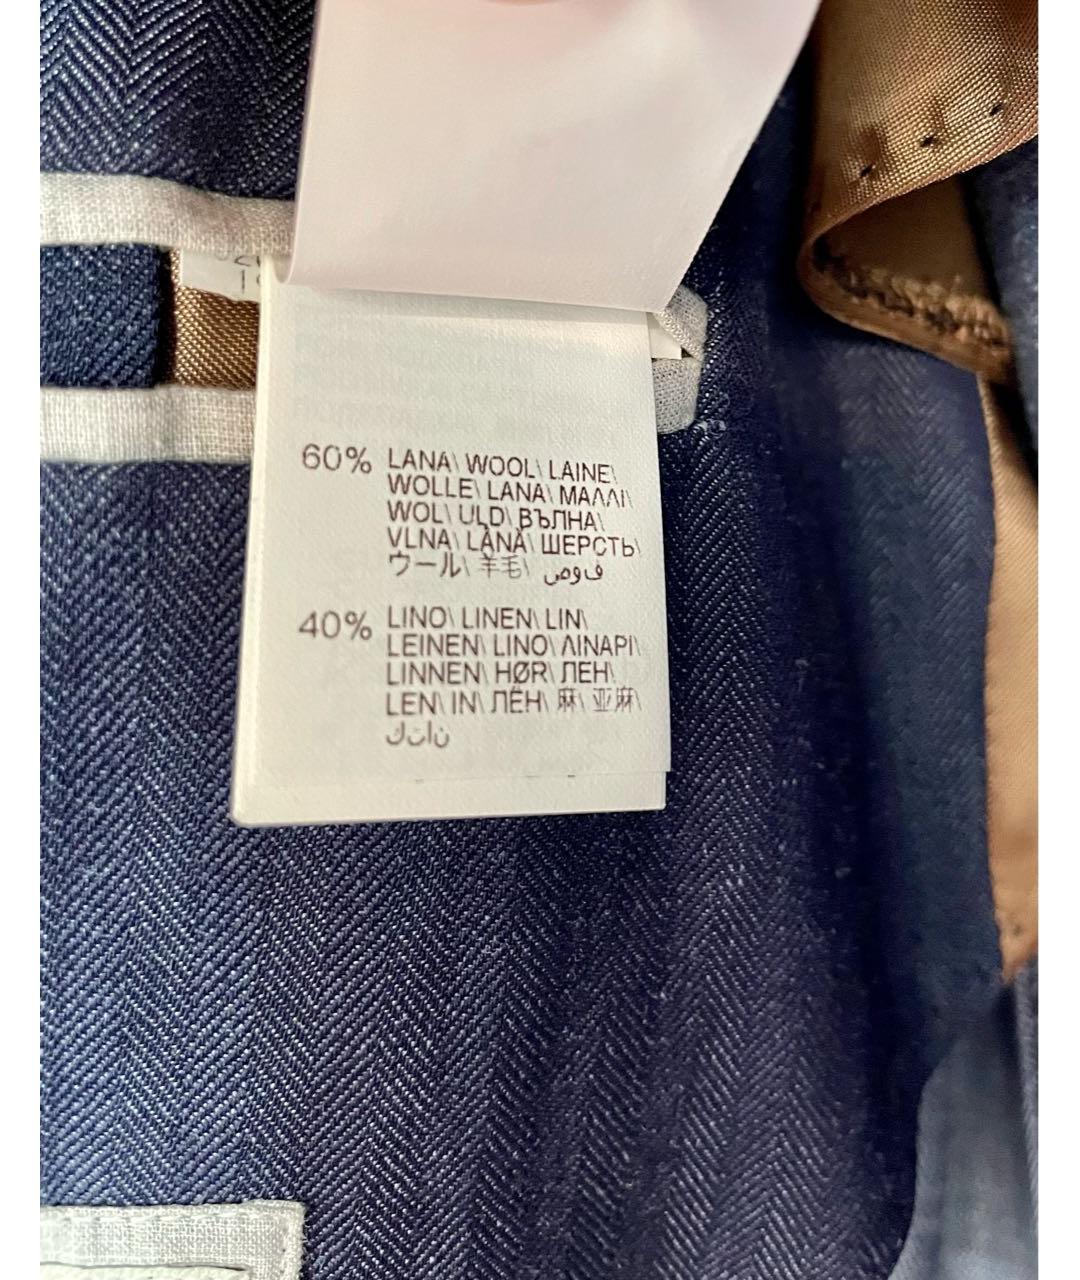 60% LANA\ WOOL\ LAINE\
WOLLE\ LANA\ ΜΑΛΛΙ\
WOL\ ULD\ ВЪЛНА\
VLNA\ LÂNĂ\ ШЕРСТЬ\
ウール\ 羊毛\ صوف
40% LINO\ LINEN\ LIN\
LEINEN\ LINO\ ΛΙΝΑΡΙ\
LINNEN\ HØR\ ЛЕН\
LEN\ IN\ ЛЁН\ 麻\ 亚麻\
كتان